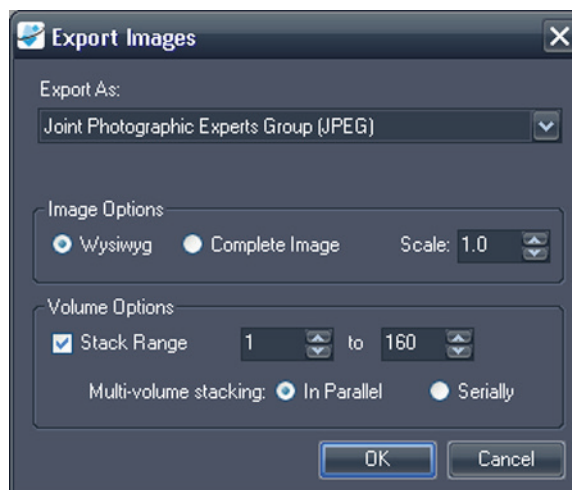 Export Images
Export As:
Joint Photographic Experts Group (JPEG)
Image Options
Wysiwyg Complete Image Scale: 1.0
Volume Options
Stack Range 1 to 160
Multi-volume stacking: In Parallel Serially
OK Cancel